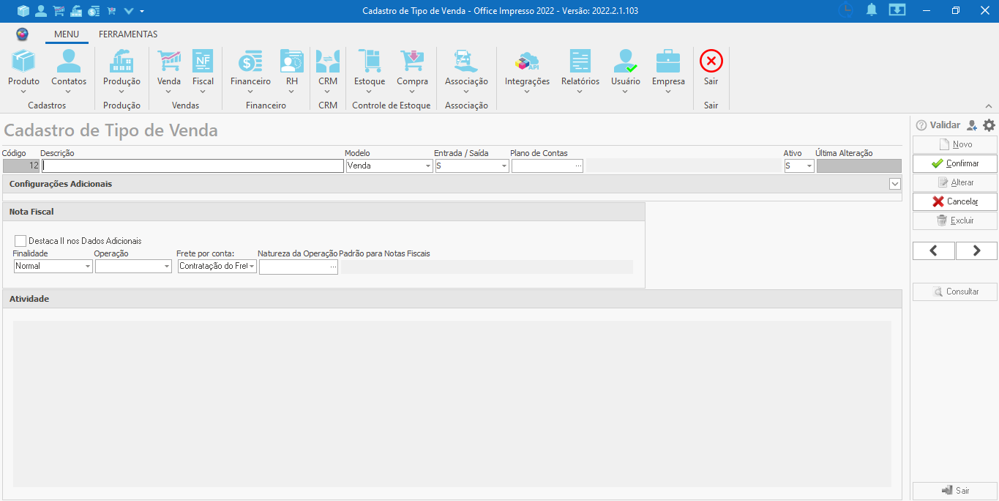 Cadastro de Tipo de Venda - Office Impresso 2022 - Versão: 2022.2.1.103
MENU FERRAMENTAS
NF API
Produto Contatos Produção Venda Fiscal Financeiro RH CRM Estoque Compra Associação Integrações Relatórios Usuário Empresa Sair
Cadastros Produção Vendas Financeiro CRM Controle de Estoque Associação Sair
Cadastro de Tipo de Venda
Validar
Código Descrição Modelo Entrada / Saída Plano de Contas Ativo Última Alteração
12 Venda S ... S
Configurações Adicionais
Nota Fiscal
Destaca II nos Dados Adicionais
Finalidade Operação Frete por conta: Natureza da Operação Padrão para Notas Fiscais
Normal Contratação do Fret ...
Atividade
Novo
Confirmar
Alterar
Cancelar
Excluir
Consultar
Sair